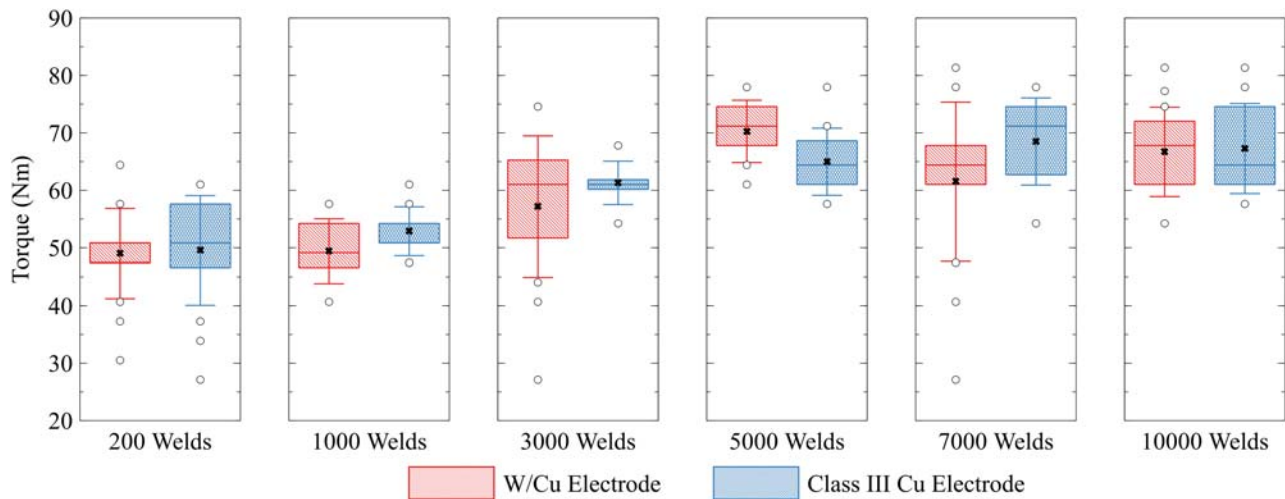 Torque (Nm)
90
80
70
60
50
40
30
20
200 Welds
1000 Welds
3000 Welds
5000 Welds
7000 Welds
10000 Welds
W/Cu Electrode
Class III Cu Electrode